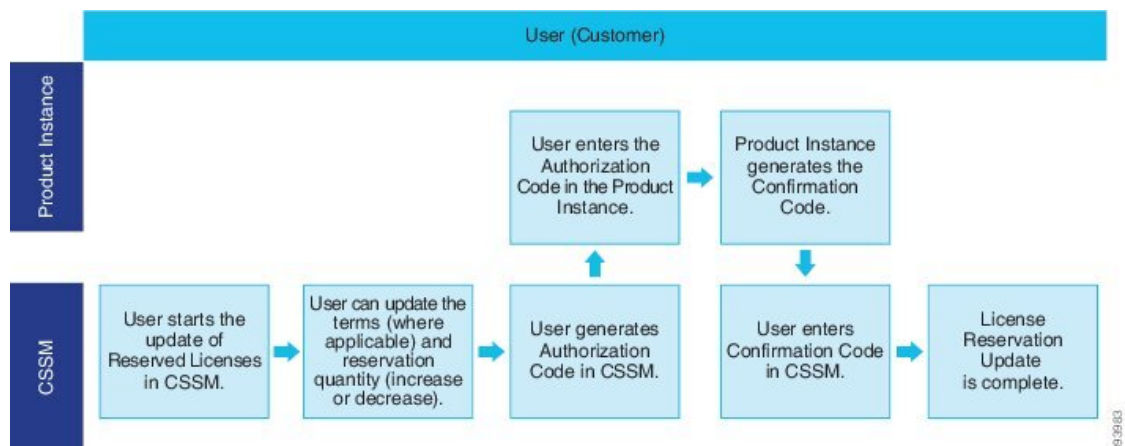 User (Customer)
Product Instance
User enters the
Authorization
Code in the Product
Instance.
Product Instance
generates the
Confirmation
Code.
CSSM
User starts the
update of
Reserved Licenses
in CSSM.
User can update the
terms (where
applicable) and
reservation
quantity (increase
or decrease).
User generates
Authorization
Code in CSSM.
User enters
Confirmation Code
in CSSM.
License
Reservation
Update
is complete.
93983